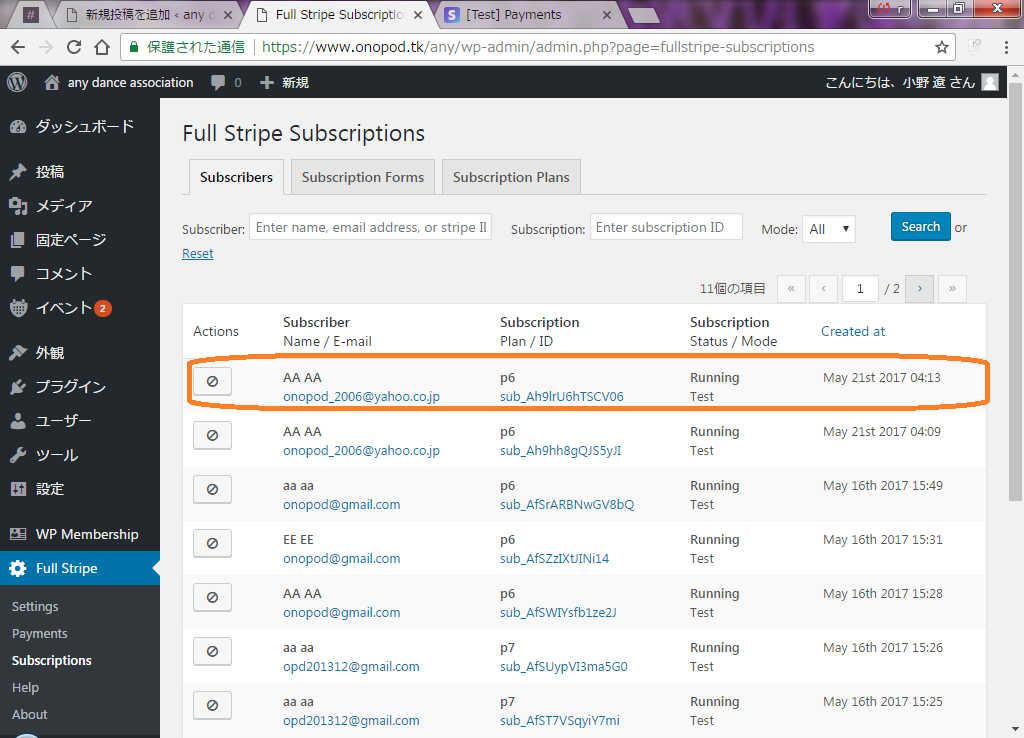 #
新規投稿を追加 ‹ any d
Full Stripe Subscriptio
[Test] Payments
保護された通信
https://www.onopod.tk/any/wp-admin/admin.php?page=fullstripe-subscriptions
any dance association
0
新規
こんにちは、小野 遼 さん
ダッシュボード
投稿
メディア
固定ページ
コメント
イベント 2
外観
プラグイン
ユーザー
ツール
設定
WP Membership
Full Stripe
Settings
Payments
Subscriptions
Help
About
Full Stripe Subscriptions
Subscribers
Subscription Forms
Subscription Plans
Subscriber: Enter name, email address, or stripe II Subscription: Enter subscription ID Mode: All Search or
Reset
11個の項目 « ‹ 1 / 2 › »
Actions Subscriber Subscription Subscription Created at
Name / E-mail Plan / ID Status / Mode
AA AA p6 Running May 21st 2017 04:13
onopod_2006@yahoo.co.jp sub_Ah9lrU6hTSCV06 Test
AA AA p6 Running May 21st 2017 04:09
onopod_2006@yahoo.co.jp sub_Ah9hh8gQJS5yJI Test
aa aa p6 Running May 16th 2017 15:49
onopod@gmail.com sub_AfSrARBNwGV8bQ Test
EE EE p6 Running May 16th 2017 15:31
onopod@gmail.com sub_AfSZzIXtJINi14 Test
AA AA p6 Running May 16th 2017 15:28
onopod@gmail.com sub_AfSWIYsfb1ze2J Test
aa aa p7 Running May 16th 2017 15:26
opd201312@gmail.com sub_AfSUypVI3ma5G0 Test
aa aa p7 Running May 16th 2017 15:25
opd201312@gmail.com sub_AfST7VSqyiY7mi Test